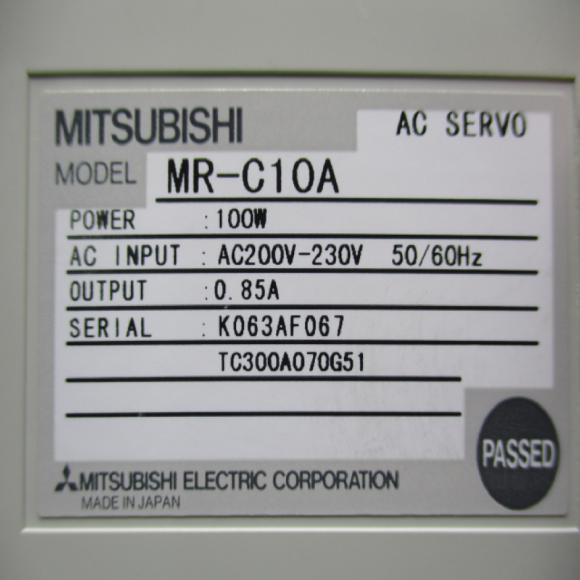 MITSUBISHI AC SERVO
MODEL MR-C10A
POWER : 100W
AC INPUT : AC200V-230V 50/60Hz
OUTPUT : 0.85A
SERIAL : K063AF067
TC300A070G51
PASSED
MITSUBISHI ELECTRIC CORPORATION
MADE IN JAPAN